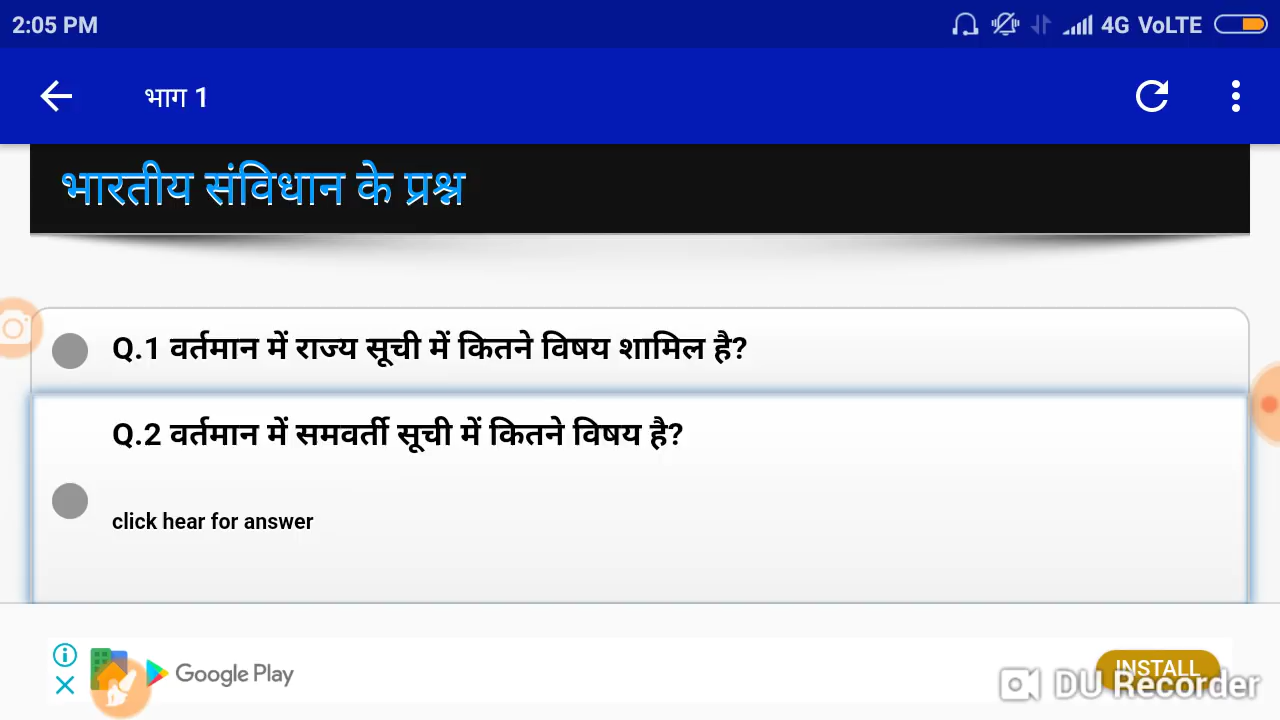 2:05 PM 4G VoLTE
भाग 1
भारतीय संविधान के प्रश्न
Q.1 वर्तमान में राज्य सूची में कितने विषय शामिल है?
Q.2 वर्तमान में समवर्ती सूची में कितने विषय है?
click hear for answer
Google Play
INSTALL
DU Recorder